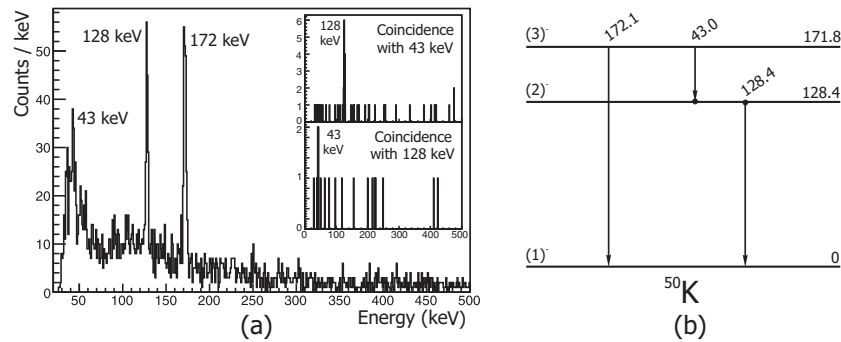 Counts / keV
50
40
30
20
10
0
43 keV
128 keV
172 keV
50 100 150 200 250 300 350 400 450 500
Energy (keV)
(a)
6
5
4
3
2
1
0
128
keV
Coincidence
with 43 keV
2
1
0
43
keV
Coincidence
with 128 keV
0 100 200 300 400 500
(3)⁻ 172.1 43.0 171.8
(2)⁻ 128.4 128.4
(1)⁻ 0
⁵⁰K
(b)